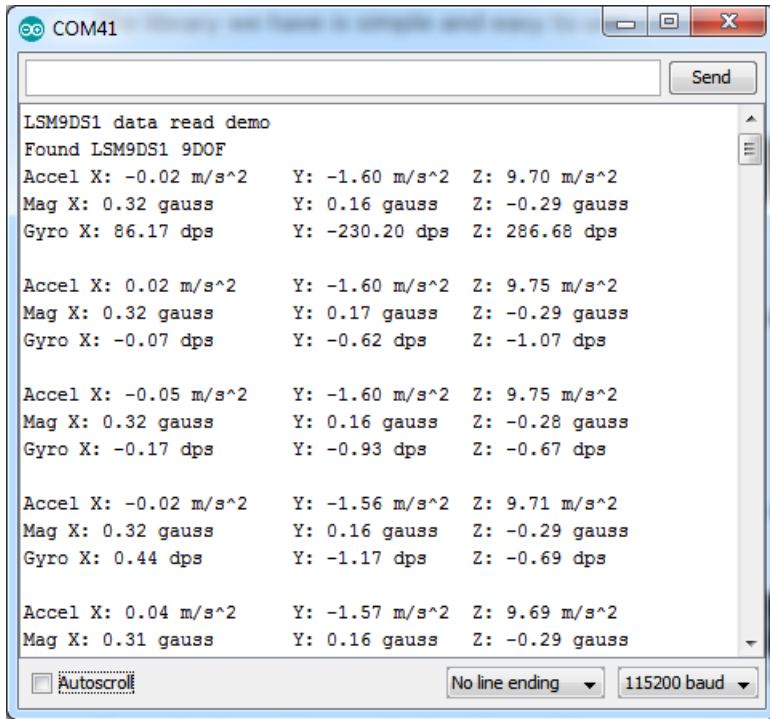 library we have is simple and easy to
COM41
Send
LSM9DS1 data read demo
Found LSM9DS1 9DOF
Accel X: -0.02 m/s^2 Y: -1.60 m/s^2 Z: 9.70 m/s^2
Mag X: 0.32 gauss Y: 0.16 gauss Z: -0.29 gauss
Gyro X: 86.17 dps Y: -230.20 dps Z: 286.68 dps
Accel X: 0.02 m/s^2 Y: -1.60 m/s^2 Z: 9.75 m/s^2
Mag X: 0.32 gauss Y: 0.17 gauss Z: -0.29 gauss
Gyro X: -0.07 dps Y: -0.62 dps Z: -1.07 dps
Accel X: -0.05 m/s^2 Y: -1.60 m/s^2 Z: 9.75 m/s^2
Mag X: 0.32 gauss Y: 0.16 gauss Z: -0.28 gauss
Gyro X: -0.17 dps Y: -0.93 dps Z: -0.67 dps
Accel X: -0.02 m/s^2 Y: -1.56 m/s^2 Z: 9.71 m/s^2
Mag X: 0.32 gauss Y: 0.16 gauss Z: -0.29 gauss
Gyro X: 0.44 dps Y: -1.17 dps Z: -0.69 dps
Accel X: 0.04 m/s^2 Y: -1.57 m/s^2 Z: 9.69 m/s^2
Mag X: 0.31 gauss Y: 0.16 gauss Z: -0.29 gauss
Autoscroll No line ending 115200 baud